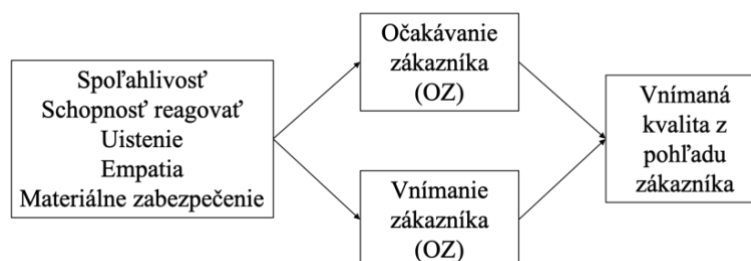 Spoľahlivosť
Schopnosť reagovať
Uistenie
Empatia
Materiálne zabezpečenie
Očakávanie
zákazníka
(OZ)
Vnímanie
zákazníka
(OZ)
Vnímaná
kvalita z
pohľadu
zákazníka